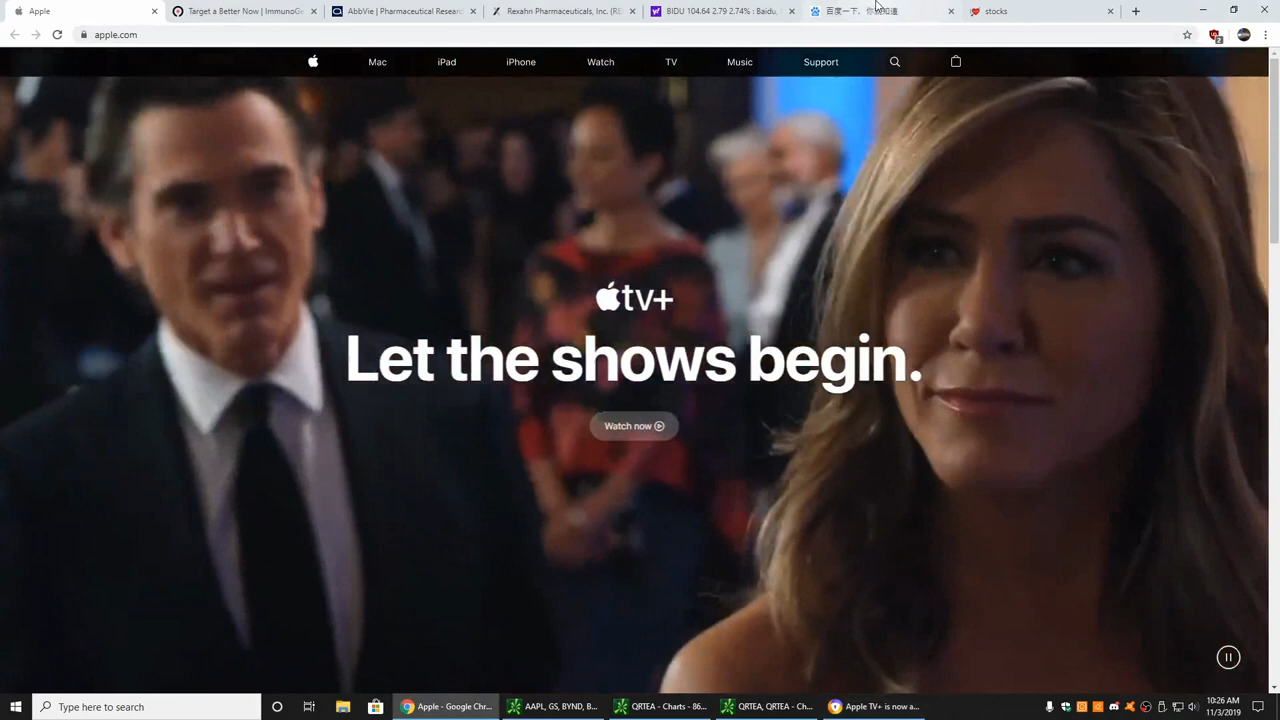 Apple
Target a Better Now | ImmunoGe
AbbVie | Pharmaceutical Researc
Rexahn Pharmaceuticals, Inc. (RE
BIDU 104.64 2.79 2.74% : Baidu,
百度一下，你就知道
stocks
apple.com
2
Mac
iPad
iPhone
Watch
TV
Music
Support
tv+
Let the shows begin.
Watch now
Type here to search
Apple - Google Chr...
AAPL, GS, BYND, B...
QRTEA - Charts - 86...
QRTEA, QRTEA - Ch...
Apple TV+ is now a...
10:26 AM
11/3/2019